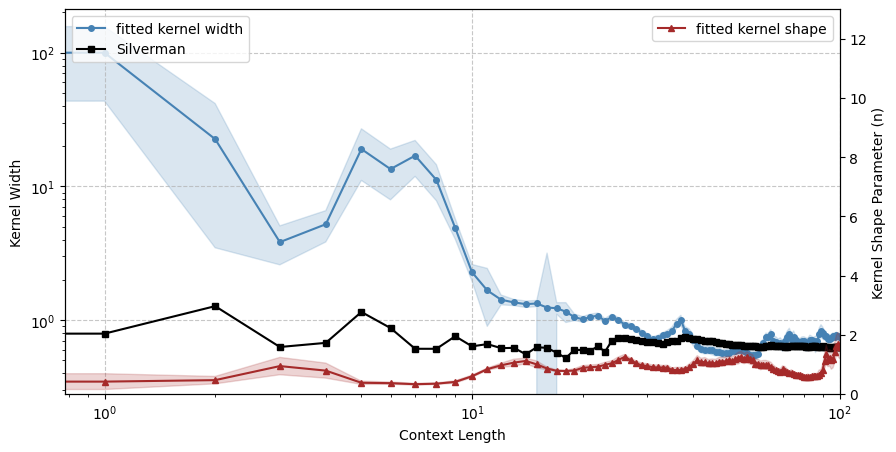 fitted kernel width
Silverman
fitted kernel shape
Kernel Width
10²
10¹
10⁰
12
10
8
6
4
2
0
Kernel Shape Parameter (n)
10⁰
10¹
10²
Context Length